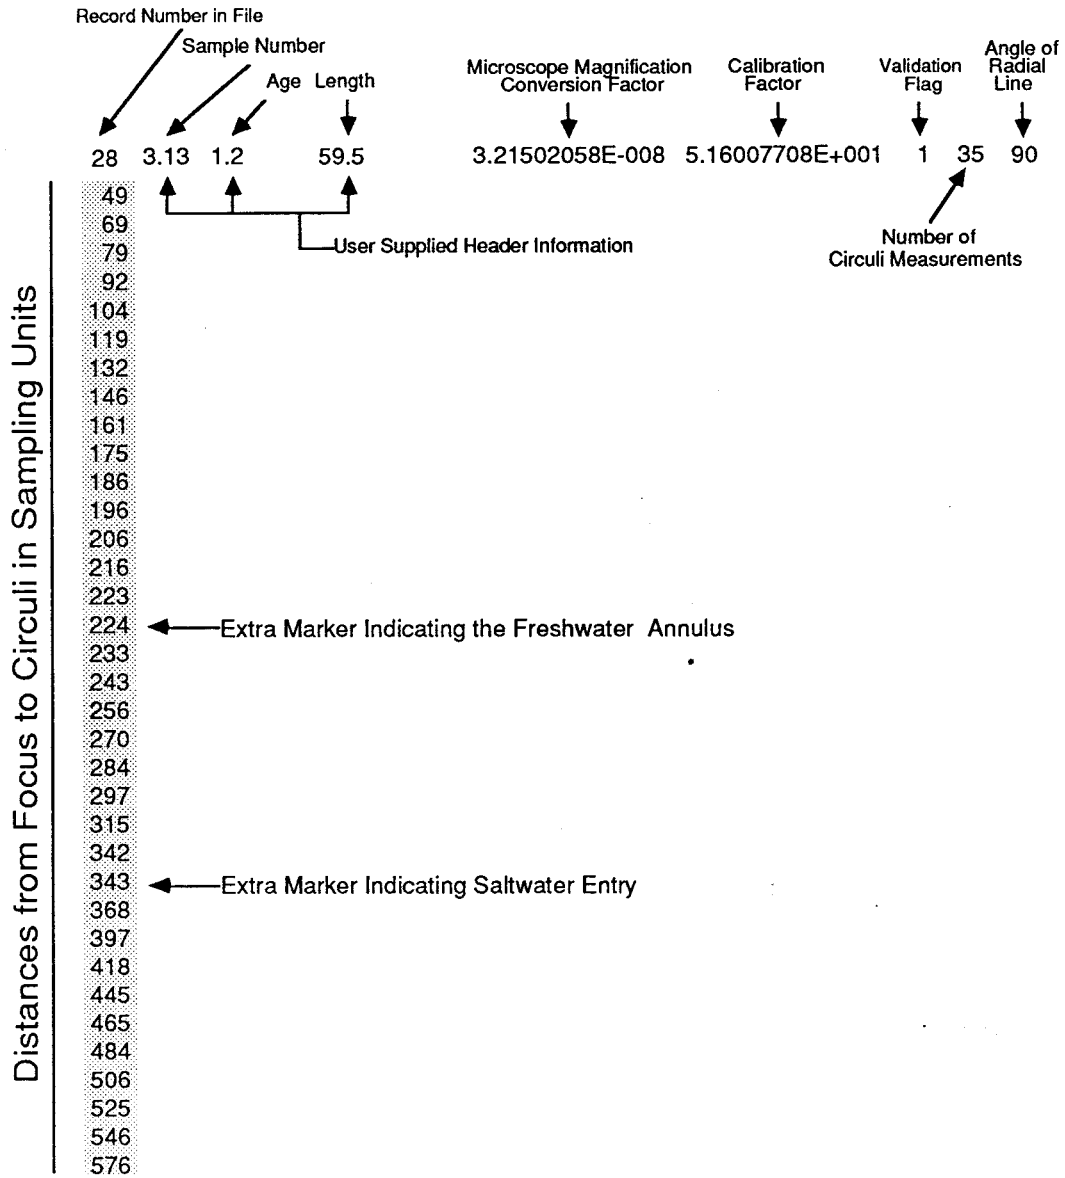 Record Number in File
Sample Number
Age Length
Microscope Magnification
Conversion Factor
Calibration
Factor
Validation
Flag
Angle of
Radial
Line
28 3.13 1.2 59.5 3.21502058E-008 5.16007708E+001 1 35 90
User Supplied Header Information
Number of
Circuli Measurements
Distances from Focus to Circuli in Sampling Units
49
69
79
92
104
119
132
146
161
175
186
196
206
216
223
224 Extra Marker Indicating the Freshwater Annulus
233
243
256
270
284
297
315
342
343 Extra Marker Indicating Saltwater Entry
368
397
418
445
465
484
506
525
546
576